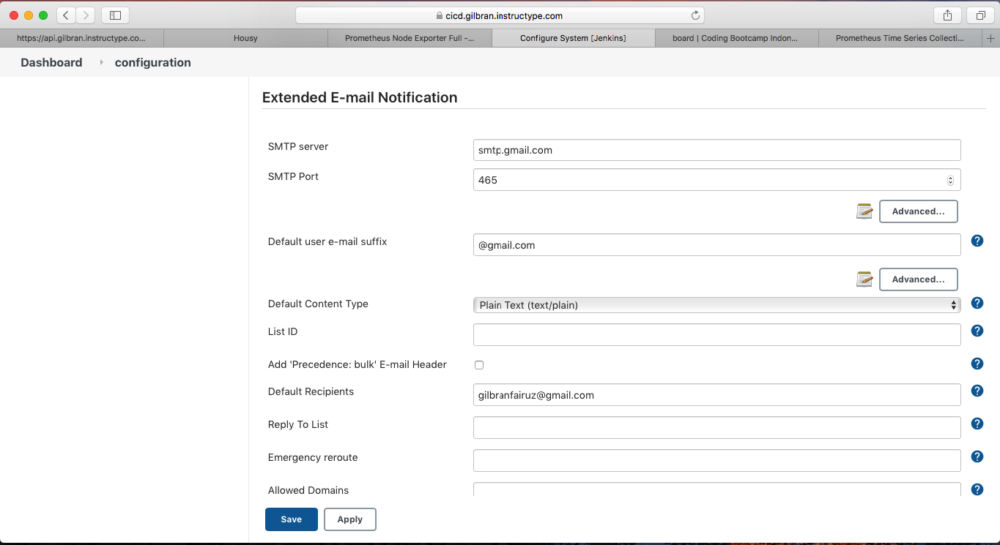 cicd.gilbran.instructype.com
https://api.gilbran.instructype.co...
Housy
Prometheus Node Exporter Full -...
Configure System [Jenkins]
board | Coding Bootcamp Indon...
Prometheus Time Series Collecti...
Dashboard
configuration
Extended E-mail Notification
SMTP server
smtp.gmail.com
SMTP Port
465
Advanced...
Default user e-mail suffix
@gmail.com
?
Advanced...
Default Content Type
Plain Text (text/plain)
?
List ID
?
Add 'Precedence: bulk' E-mail Header
?
Default Recipients
gilbranfairuz@gmail.com
?
Reply To List
?
Emergency reroute
?
Allowed Domains
?
Save
Apply